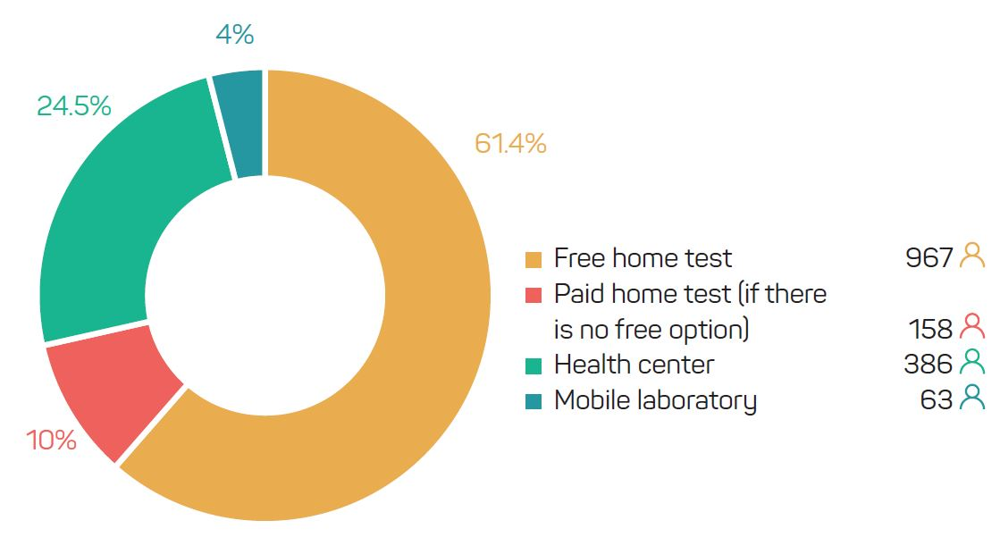 4%
24.5%
61.4%
10%
Free home test 967
Paid home test (if there
is no free option) 158
Health center 386
Mobile laboratory 63